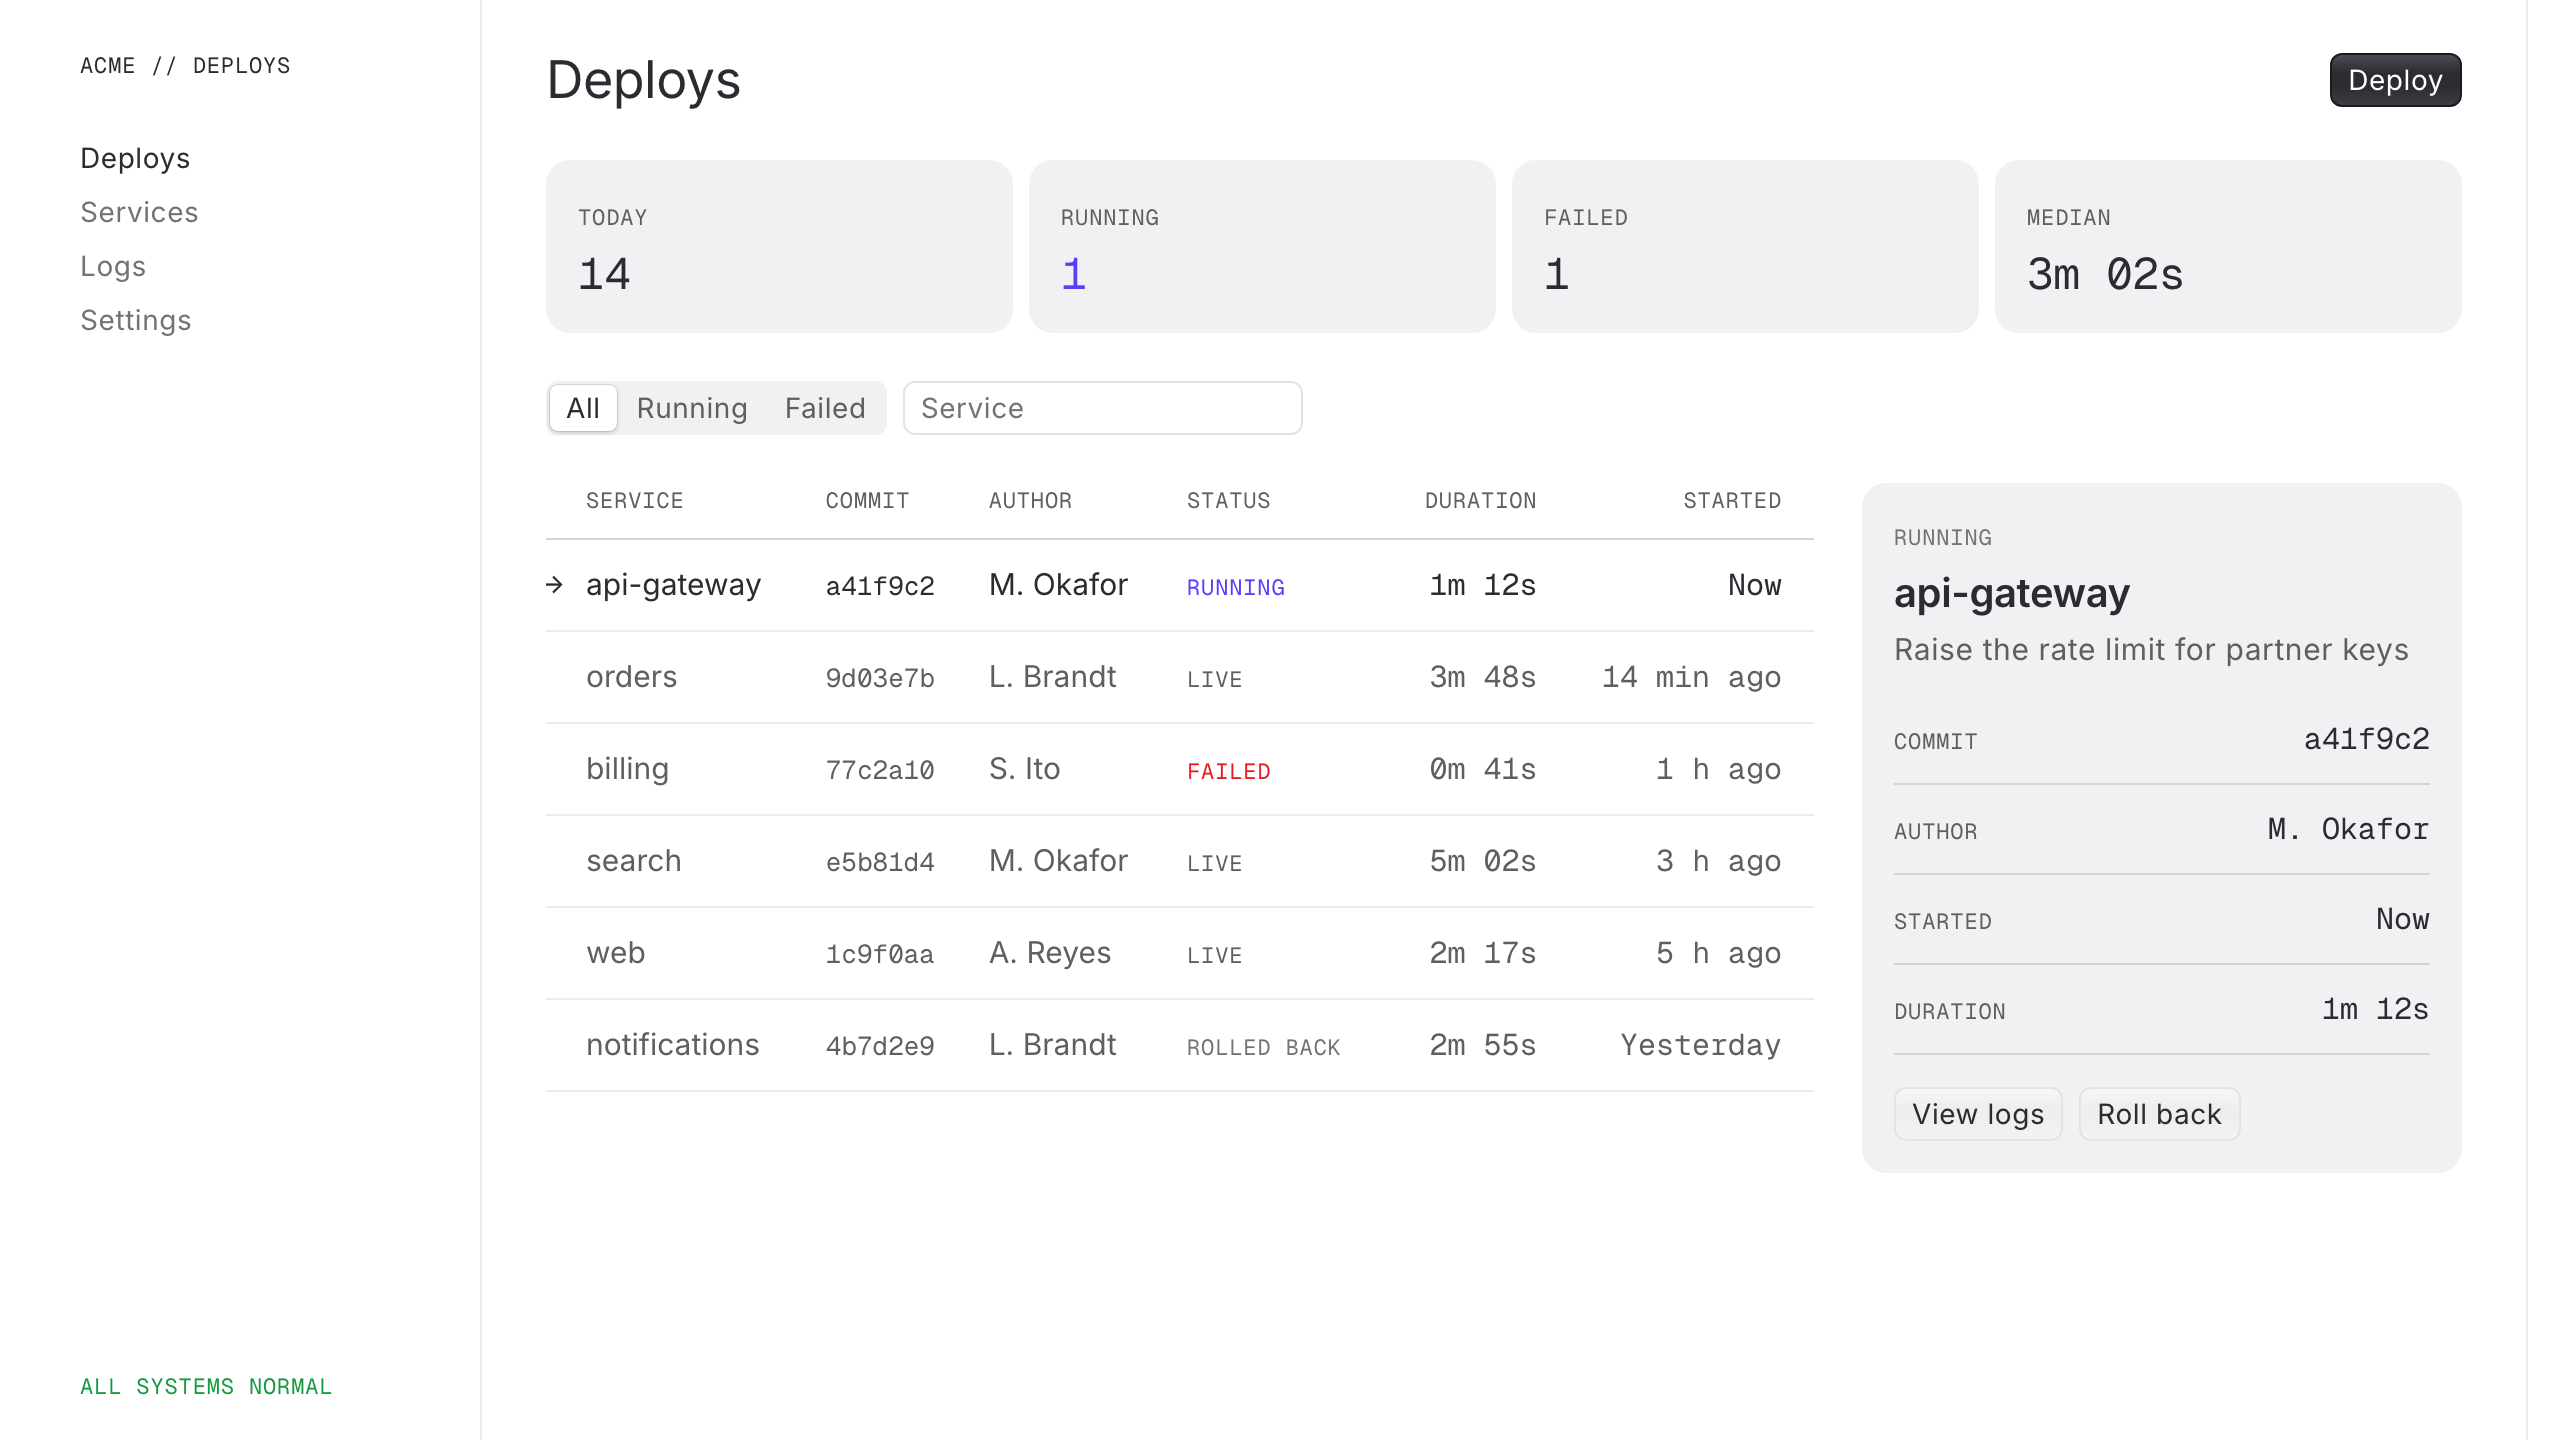 ACME // DEPLOYS
Deploys
Services
Logs
Settings
ALL SYSTEMS NORMAL
Deploys
Deploy
TODAY
14
RUNNING
1
FAILED
1
MEDIAN
3m 02s
All Running Failed
Service
SERVICE COMMIT AUTHOR STATUS DURATION STARTED
→ api-gateway a41f9c2 M. Okafor RUNNING 1m 12s Now
orders 9d03e7b L. Brandt LIVE 3m 48s 14 min ago
billing 77c2a10 S. Ito FAILED 0m 41s 1 h ago
search e5b81d4 M. Okafor LIVE 5m 02s 3 h ago
web 1c9f0aa A. Reyes LIVE 2m 17s 5 h ago
notifications 4b7d2e9 L. Brandt ROLLED BACK 2m 55s Yesterday
RUNNING
api-gateway
Raise the rate limit for partner keys
COMMIT a41f9c2
AUTHOR M. Okafor
STARTED Now
DURATION 1m 12s
View logs Roll back